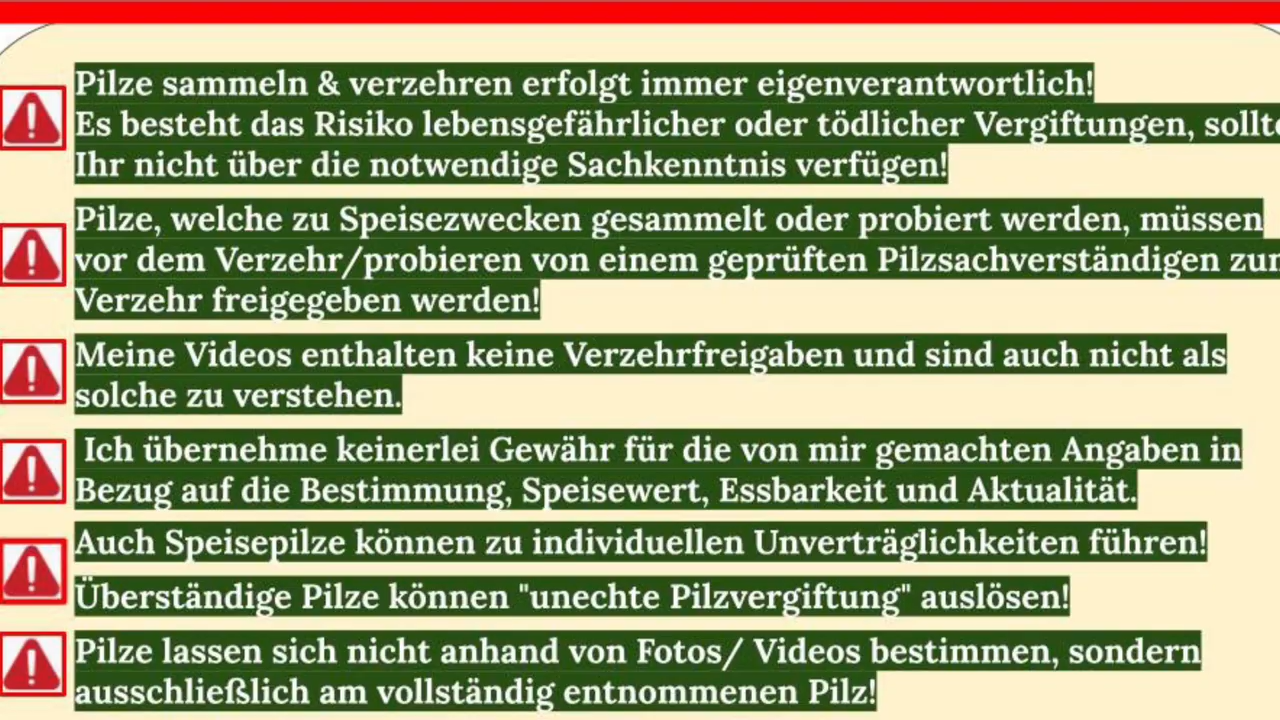 Pilze sammeln & verzehren erfolgt immer eigenverantwortlich!
Es besteht das Risiko lebensgefährlicher oder tödlicher Vergiftungen, sollte
Ihr nicht über die notwendige Sachkenntnis verfügen!
Pilze, welche zu Speisezwecken gesammelt oder probiert werden, müssen
vor dem Verzehr/probieren von einem geprüften Pilzsachverständigen zum
Verzehr freigegeben werden!
Meine Videos enthalten keine Verzehrfreigaben und sind auch nicht als
solche zu verstehen.
Ich übernehme keinerlei Gewähr für die von mir gemachten Angaben in
Bezug auf die Bestimmung, Speisewert, Essbarkeit und Aktualität.
Auch Speisepilze können zu individuellen Unverträglichkeiten führen!
Überständige Pilze können "unechte Pilzvergiftung" auslösen!
Pilze lassen sich nicht anhand von Fotos/ Videos bestimmen, sondern
ausschließlich am vollständig entnommenen Pilz!